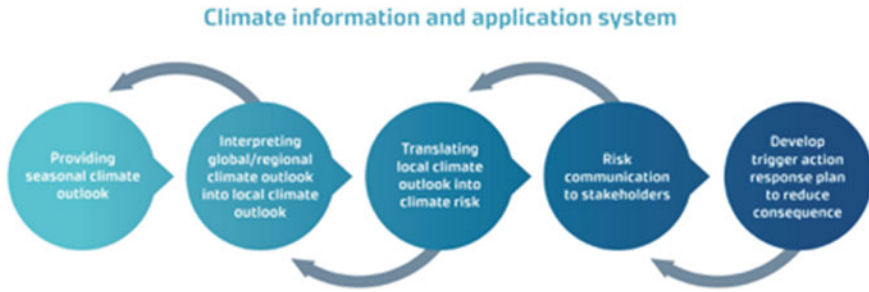 Climate information and application system
Providing
seasonal climate
outlook
Interpreting
global/regional
climate outlook
into local climate
outlook
Translating
local climate
outlook into
climate risk
Risk
communication
to stakeholders
Develop
trigger action
response plan
to reduce
consequence